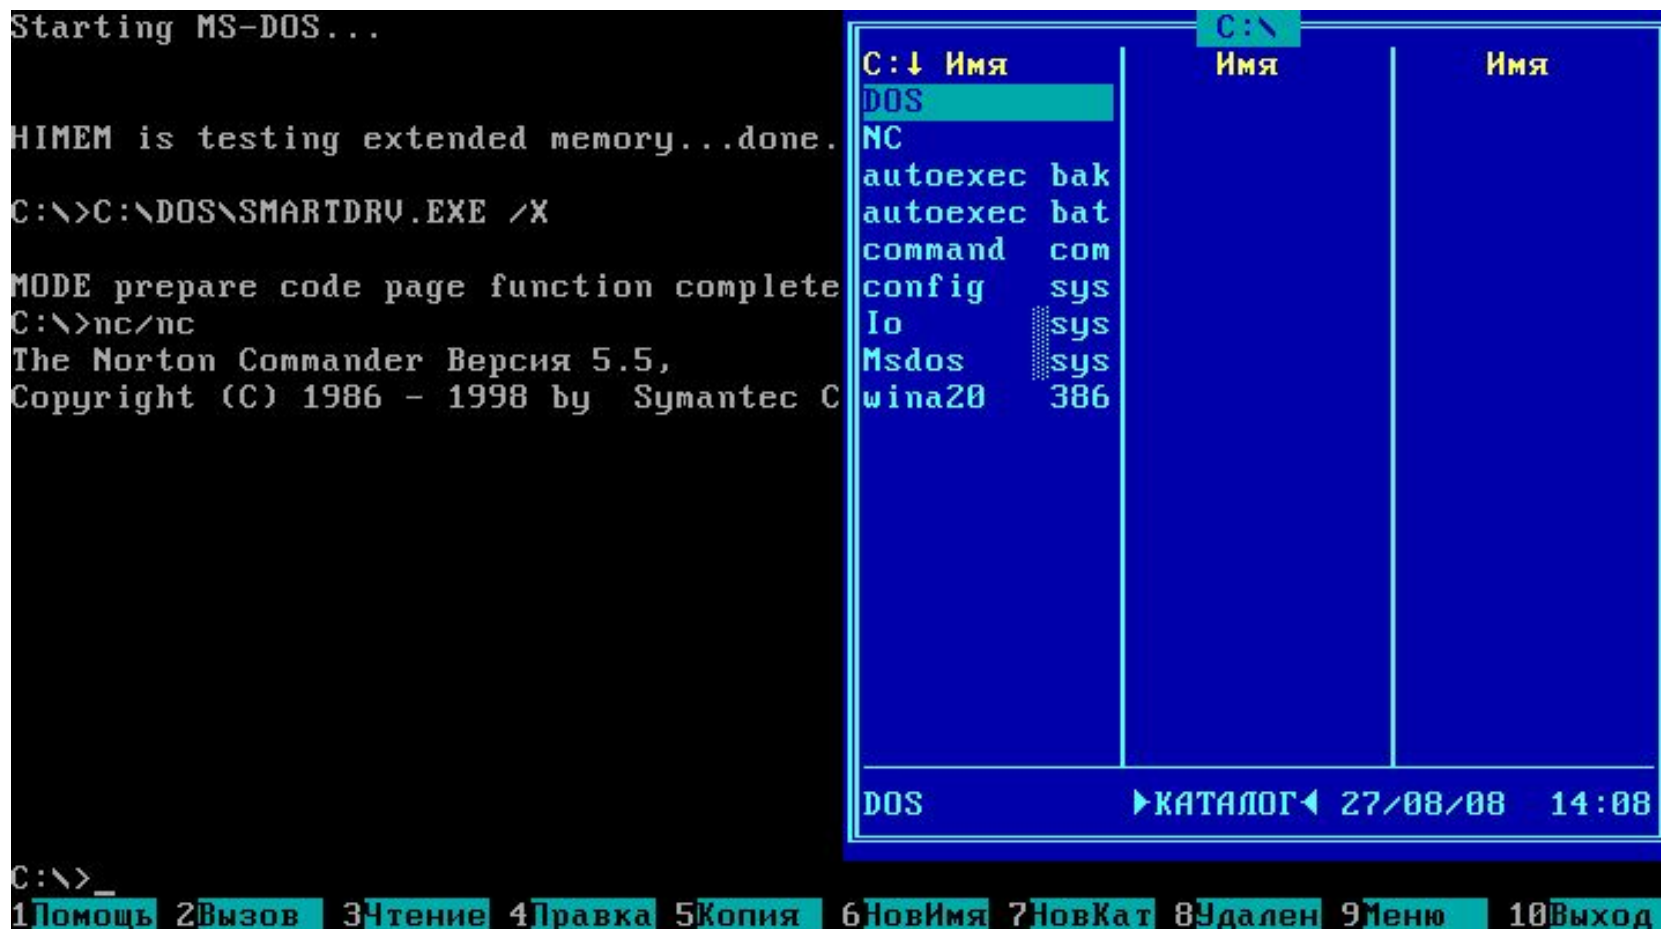 Starting MS-DOS...
HIMEM is testing extended memory...done.
C:\>C:\DOS\SMARTDRV.EXE /X
MODE prepare code page function complete
C:\>nc/nc
The Norton Commander Версия 5.5,
Copyright (C) 1986 - 1998 by  Symantec C
C:\
C:↓ Имя Имя Имя
DOS
NC
autoexec bak
autoexec bat
command com
config sys
Io ░sys
Msdos ░sys
wina20 386
DOS ►КАТАЛОГ◄ 27/08/08 14:08
C:\>_
1Помощь 2Вызов 3Чтение 4Правка 5Копия 6НовИмя 7НовКат 8Удален 9Меню 10Выход